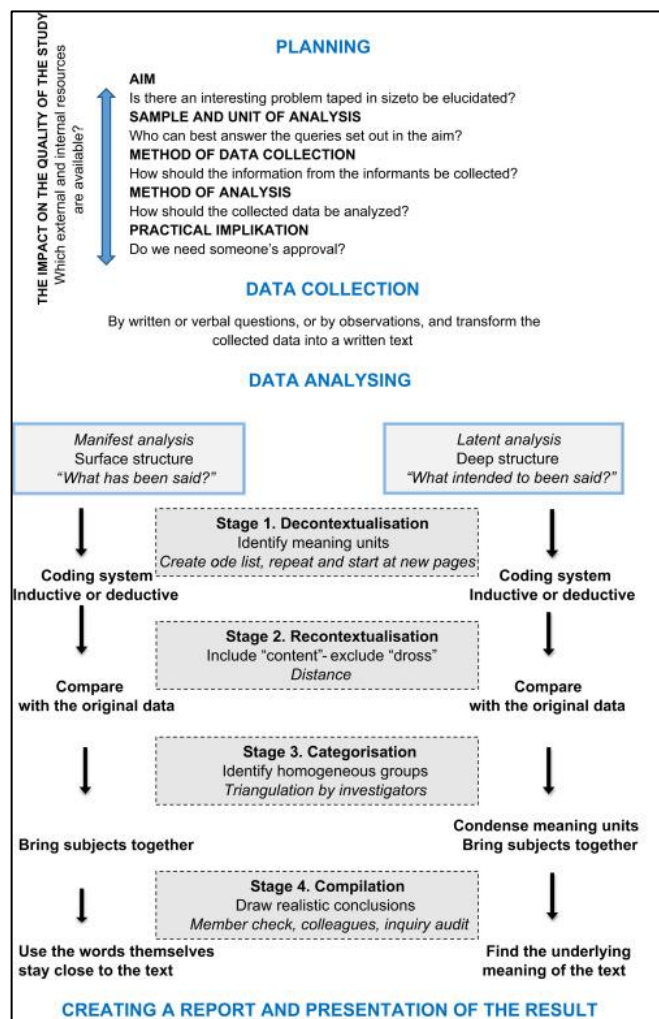 PLANNING
THE IMPACT ON THE QUALITY OF THE STUDY
Which external and internal resources
are available?
AIM
Is there an interesting problem taped in sizeto be elucidated?
SAMPLE AND UNIT OF ANALYSIS
Who can best answer the queries set out in the aim?
METHOD OF DATA COLLECTION
How should the information from the informants be collected?
METHOD OF ANALYSIS
How should the collected data be analyzed?
PRACTICAL IMPLIKATION
Do we need someone's approval?
DATA COLLECTION
By written or verbal questions, or by observations, and transform the
collected data into a written text
DATA ANALYSING
Manifest analysis
Surface structure
“What has been said?”
Latent analysis
Deep structure
“What intended to been said?”
Stage 1. Decontextualisation
Identify meaning units
Create ode list, repeat and start at new pages
Coding system
Inductive or deductive
Coding system
Inductive or deductive
Stage 2. Recontextualisation
Include “content”- exclude “dross”
Distance
Compare
with the original data
Compare
with the original data
Stage 3. Categorisation
Identify homogeneous groups
Triangulation by investigators
Bring subjects together
Condense meaning units
Bring subjects together
Stage 4. Compilation
Draw realistic conclusions
Member check, colleagues, inquiry audit
Use the words themselves
stay close to the text
Find the underlying
meaning of the text
CREATING A REPORT AND PRESENTATION OF THE RESULT